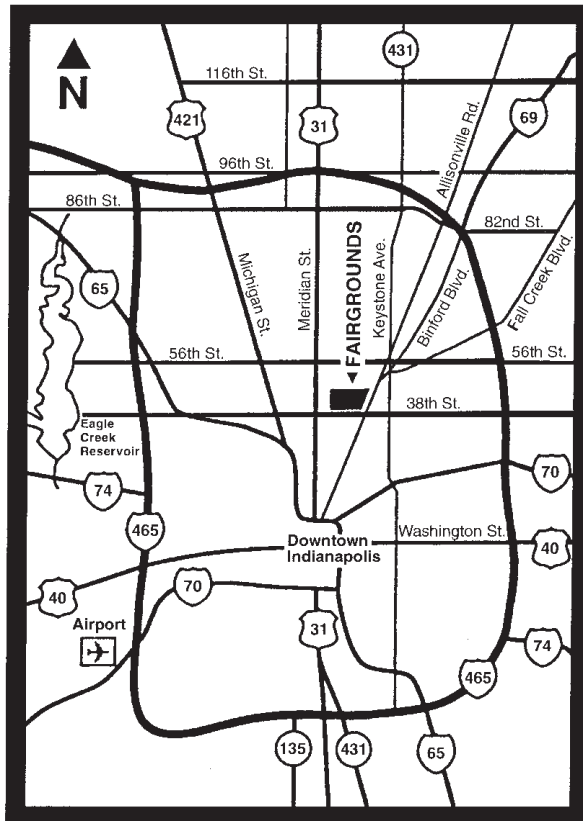 431
116th St.
N
421
31
69
Allisonville Rd.
96th St.
86th St.
82nd St.
65
Michigan St.
Meridian St.
FAIRGROUNDS
Keystone Ave.
Binford Blvd.
Fall Creek Blvd.
56th St.
56th St.
38th St.
Eagle
Creek
Reservoir
74
70
465
Washington St.
Downtown
Indianapolis
40
40
70
Airport
31
74
465
135
431
65